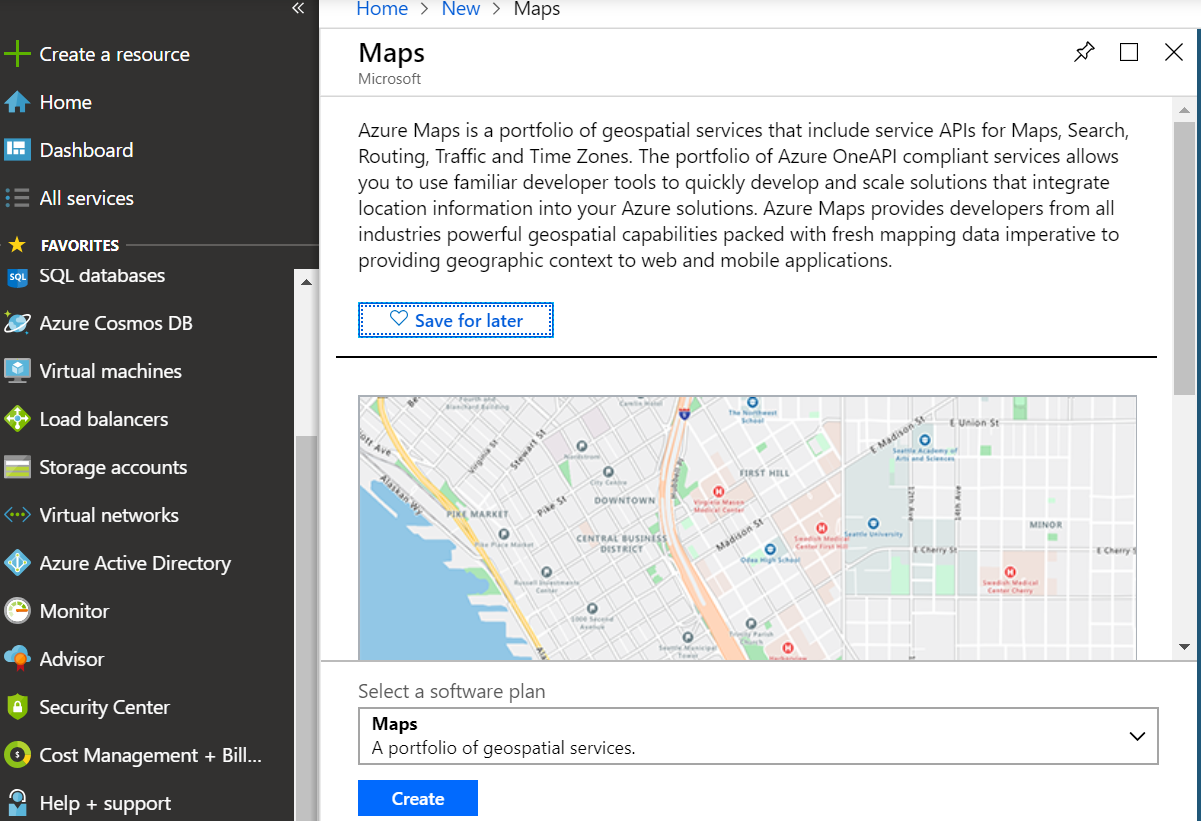 «
Create a resource
Home
Dashboard
All services
FAVORITES
SQL
SQL databases
Azure Cosmos DB
Virtual machines
Load balancers
Storage accounts
Virtual networks
Azure Active Directory
Monitor
Advisor
Security Center
Cost Management + Bill...
Help + support
Home > New > Maps
Maps
Microsoft
Azure Maps is a portfolio of geospatial services that include service APIs for Maps, Search,
Routing, Traffic and Time Zones. The portfolio of Azure OneAPI compliant services allows
you to use familiar developer tools to quickly develop and scale solutions that integrate
location information into your Azure solutions. Azure Maps provides developers from all
industries powerful geospatial capabilities packed with fresh mapping data imperative to
providing geographic context to web and mobile applications.
Save for later
The Northwest
School
E Madison St
E Union St
Seattle Academy of
Arts and Sciences
Virginia St
Stewart St
Nordstrom
City Centre
FIRST HILL
Hubbell Pl
Alaskan Wy
DOWNTOWN
Pike St
Virginia Mason
Medical Center
12th Ave
14th Ave
PIKE MARKET
Pike Place Market
Madison St
MINOR
CENTRAL BUSINESS
DISTRICT
Swedish Medical
Center First Hill
Seattle University
E Cherry St
E Cherry S
Odea High School
Russell Investments
Center
Swedish Medical
Center Cherry
1000 Second
Avenue
Trinity Parish
Church
Seattle Municipal
Tower
Harborview
Select a software plan
Maps
A portfolio of geospatial services.
Create